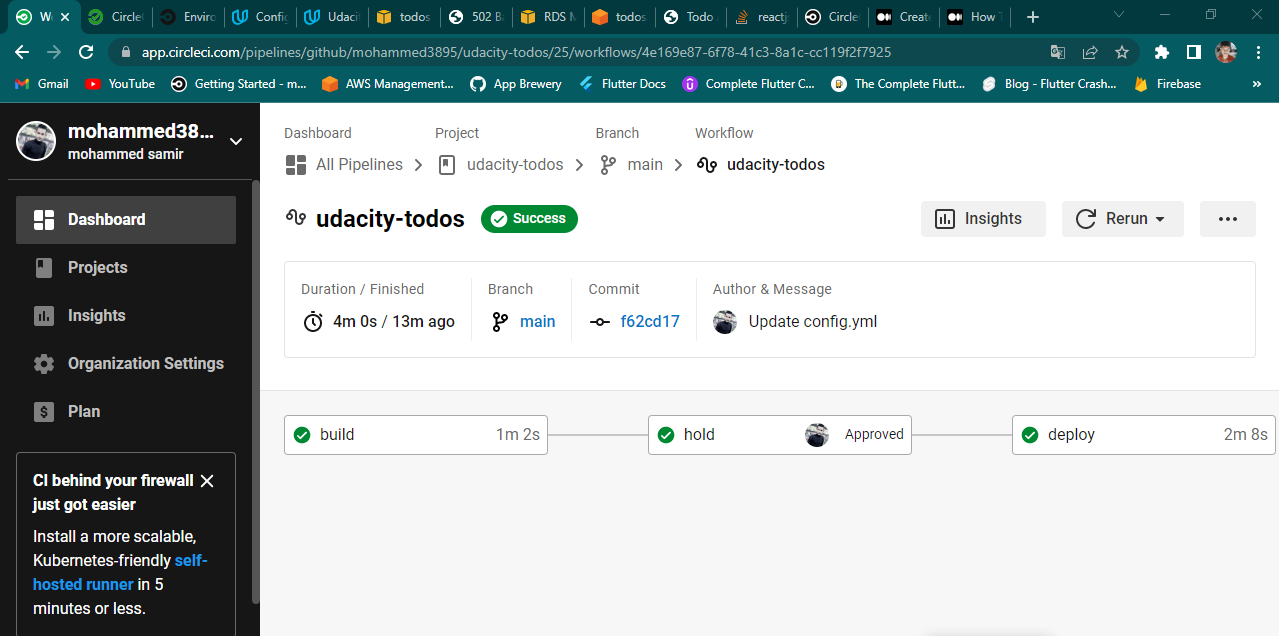 W
Circle
Enviro
Config
Udaci
todos
502 B
RDS M
todos
Todo
reactj
Circle
Create
How T
app.circleci.com/pipelines/github/mohammed3895/udacity-todos/25/workflows/4e169e87-6f78-41c3-8a1c-cc119f2f7925
Gmail YouTube Getting Started - m... AWS Management... App Brewery Flutter Docs Complete Flutter C... The Complete Flutt... Blog - Flutter Crash... Firebase »
mohammed38...
mohammed samir
Dashboard
Projects
Insights
Organization Settings
Plan
CI behind your firewall
just got easier
Install a more scalable,
Kubernetes-friendly self-
hosted runner in 5
minutes or less.
Dashboard Project Branch Workflow
All Pipelines udacity-todos main udacity-todos
udacity-todos Success Insights Rerun
Duration / Finished Branch Commit Author & Message
4m 0s / 13m ago main f62cd17 Update config.yml
build 1m 2s hold Approved deploy 2m 8s